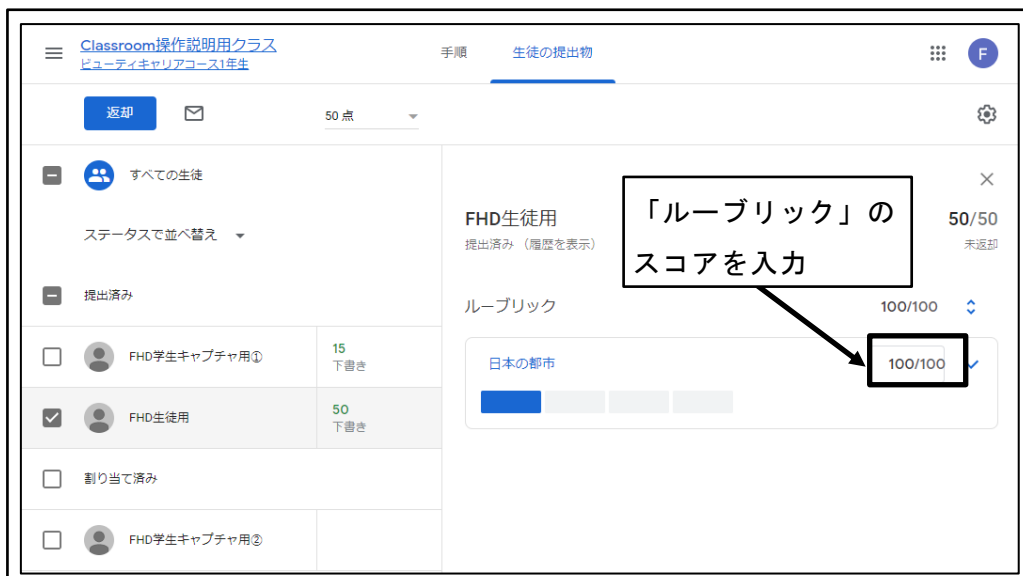 Classroom操作説明用クラス
ビューティキャリアコース1年生
手順
生徒の提出物
F
返却
50 点
すべての生徒
ステータスで並べ替え
提出済み
FHD学生キャプチャ用①
15
下書き
FHD生徒用
50
下書き
割り当て済み
FHD学生キャプチャ用②
FHD生徒用
50/50
提出済み（履歴を表示）
未返却
「ルーブリック」の
スコアを入力
ルーブリック
100/100
日本の都市
100/100